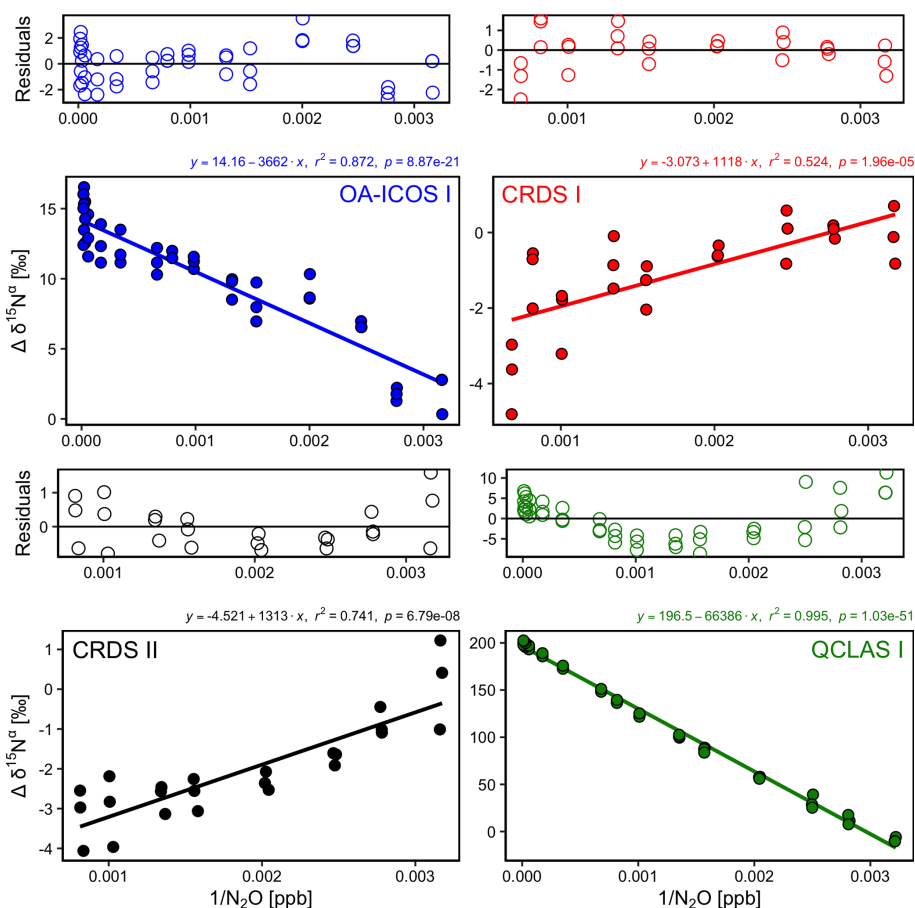 Residuals
2
0
-2
0.000 0.001 0.002 0.003
2
1
0
-1
-2
0.001 0.002 0.003
y = 14.16 − 3662 · x, r² = 0.872, p = 8.87e-21
y = -3.073 + 1118 · x, r² = 0.524, p = 1.96e-05
OA-ICOS I
CRDS I
Δ δ¹⁵Nᵅ [‰]
15
10
5
0
0.000 0.001 0.002 0.003
0
-2
-4
0.001 0.002 0.003
Residuals
1
0
0.001 0.002 0.003
10
5
0
-5
0.000 0.001 0.002 0.003
y = -4.521 + 1313 · x, r² = 0.741, p = 6.79e-08
y = 196.5 − 66386 · x, r² = 0.995, p = 1.03e-51
CRDS II
QCLAS I
Δ δ¹⁵Nᵅ [‰]
1
0
-1
-2
-3
-4
0.001 0.002 0.003
1/N₂O [ppb]
200
150
100
50
0
0.000 0.001 0.002 0.003
1/N₂O [ppb]